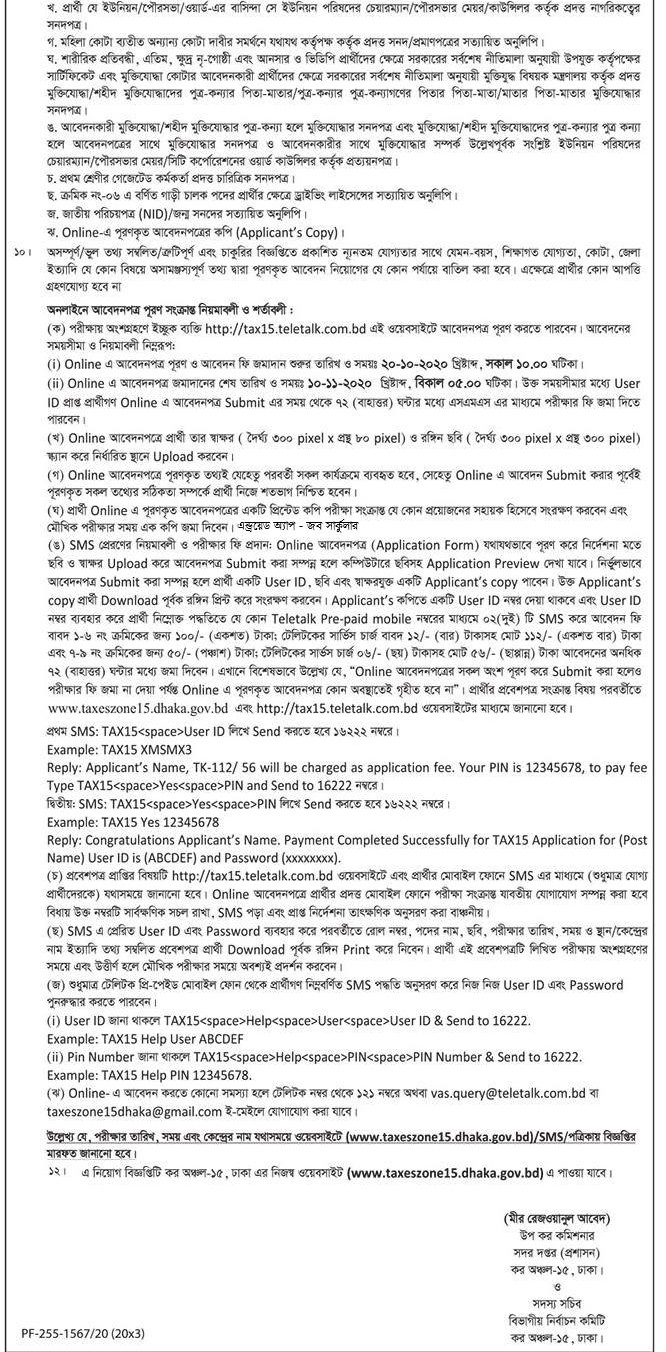 খ. প্রার্থী যে ইউনিয়ন/পৌরসভা/ওয়ার্ড-এর বাসিন্দা সে ইউনিয়ন পরিষদের চেয়ারম্যান/পৌরসভার মেয়র/কাউন্সিলর কর্তৃক প্রদত্ত নাগরিকত্বের
সনদপত্র।
গ. মহিলা কোটা ব্যতীত অন্যান্য কোটা দাবীর সমর্থনে যথাযথ কর্তৃপক্ষ কর্তৃক প্রদত্ত সনদ/প্রমাণপত্রের সত্যায়িত অনুলিপি।
ঘ. শারীরিক প্রতিবন্ধী, এতিম, ক্ষুদ্র নৃ-গোষ্ঠী এবং আনসার ও ভিডিপি প্রার্থীদের ক্ষেত্রে সরকারের সর্বশেষ নীতিমালা অনুযায়ী উপযুক্ত কর্তৃপক্ষের
সার্টিফিকেট এবং মুক্তিযোদ্ধা কোটার আবেদনকারী প্রার্থীদের ক্ষেত্রে সরকারের সর্বশেষ নীতিমালা অনুযায়ী মুক্তিযুদ্ধ বিষয়ক মন্ত্রণালয় কর্তৃক প্রদত্ত
মুক্তিযোদ্ধা/শহীদ মুক্তিযোদ্ধাদের পুত্র-কন্যার পিতা-মাতার/পুত্র-কন্যার পুত্র-কন্যাগণের পিতার পিতা-মাতা/মাতার পিতা-মাতার মুক্তিযোদ্ধার
সনদপত্র।
ঙ. আবেদনকারী মুক্তিযোদ্ধা/শহীদ মুক্তিযোদ্ধার পুত্র-কন্যা হলে মুক্তিযোদ্ধার সনদপত্র এবং মুক্তিযোদ্ধা/শহীদ মুক্তিযোদ্ধাদের পুত্র-কন্যার পুত্র কন্যা
হলে আবেদনপত্রের সাথে মুক্তিযোদ্ধার সনদপত্র ও আবেদনকারীর সাথে মুক্তিযোদ্ধার সম্পর্ক উল্লেখপূর্বক সংশ্লিষ্ট ইউনিয়ন পরিষদের
চেয়ারম্যান/পৌরসভার মেয়র/সিটি কর্পোরেশনের ওয়ার্ড কাউন্সিলর কর্তৃক প্রত্যয়নপত্র।
চ. প্রথম শ্রেণীর গেজেটেড কর্মকর্তা প্রদত্ত চারিত্রিক সনদপত্র।
ছ. ক্রমিক নং-০৬ এ বর্ণিত গাড়ী চালক পদের প্রার্থীর ক্ষেত্রে ড্রাইভিং লাইসেন্সের সত্যায়িত অনুলিপি।
জ. জাতীয় পরিচয়পত্র (NID)/জন্ম সনদের সত্যায়িত অনুলিপি।
ঝ. Online-এ পূরণকৃত আবেদনপত্রের কপি (Applicant's Copy)।
১০। অসম্পূর্ণ/ভুল তথ্য সম্বলিত/ত্রুটিপূর্ণ এবং চাকুরির বিজ্ঞপ্তিতে প্রকাশিত ন্যূনতম যোগ্যতার সাথে যেমন-বয়স, শিক্ষাগত যোগ্যতা, কোটা, জেলা
ইত্যাদি যে কোন বিষয়ে অসামঞ্জস্যপূর্ণ তথ্য দ্বারা পূরণকৃত আবেদন নিয়োগের যে কোন পর্যায়ে বাতিল করা হবে। এক্ষেত্রে প্রার্থীর কোন আপত্তি
গ্রহণযোগ্য হবে না
অনলাইনে আবেদনপত্র পূরণ সংক্রান্ত নিয়মাবলী ও শর্তাবলী :
(ক) পরীক্ষায় অংশগ্রহণে ইচ্ছুক ব্যক্তি http://tax15.teletalk.com.bd এই ওয়েবসাইটে আবেদনপত্র পূরণ করতে পারবেন। আবেদনের
সময়সীমা ও নিয়মাবলী নিম্নরূপ:
(i) Online এ আবেদনপত্র পূরণ ও আবেদন ফি জমাদান শুরুর তারিখ ও সময়ঃ ২০-১০-২০২০ খ্রিষ্টাব্দ, সকাল ১০.০০ ঘটিকা।
(ii) Online এ আবেদনপত্র জমাদানের শেষ তারিখ ও সময়ঃ ১০-১১-২০২০ খ্রিষ্টাব্দ, বিকাল ০৫.০০ ঘটিকা। উক্ত সময়সীমার মধ্যে User
ID প্রাপ্ত প্রার্থীগণ Online এ আবেদনপত্র Submit এর সময় থেকে ৭২ (বাহাত্তর) ঘন্টার মধ্যে এসএমএস এর মাধ্যমে পরীক্ষার ফি জমা দিতে
পারবেন।
(খ) Online আবেদনপত্রে প্রার্থী তার স্বাক্ষর ( দৈর্ঘ্য ৩০০ pixel x প্রস্থ ৮০ pixel) ও রঙ্গিন ছবি ( দৈর্ঘ্য ৩০০ pixel x প্রস্থ ৩০০ pixel)
স্ক্যান করে নির্ধারিত স্থানে Upload করবেন।
(গ) Online আবেদনপত্রে পূরণকৃত তথ্যই যেহেতু পরবর্তী সকল কার্যক্রমে ব্যবহৃত হবে, সেহেতু Online এ আবেদন Submit করার পূর্বেই
পূরণকৃত সকল তথ্যের সঠিকতা সম্পর্কে প্রার্থী নিজে শতভাগ নিশ্চিত হবেন।
(ঘ) প্রার্থী Online এ পূরণকৃত আবেদনপত্রের একটি প্রিন্টেড কপি পরীক্ষা সংক্রান্ত যে কোন প্রয়োজনের সহায়ক হিসেবে সংরক্ষণ করবেন এবং
মৌখিক পরীক্ষার সময় এক কপি জমা দিবেন। এন্ড্রয়েড অ্যাপ - জব সার্কুলার
(ঙ) SMS প্রেরণের নিয়মাবলী ও পরীক্ষার ফি প্রদান: Online আবেদনপত্র (Application Form) যথাযথভাবে পূরণ করে নির্দেশনা মতে
ছবি ও স্বাক্ষর Upload করে আবেদনপত্র Submit করা সম্পন্ন হলে কম্পিউটারে ছবিসহ Application Preview দেখা যাবে। নির্ভুলভাবে
আবেদনপত্র Submit করা সম্পন্ন হলে প্রার্থী একটি User ID, ছবি এবং স্বাক্ষরযুক্ত একটি Applicant's copy পাবেন। উক্ত Applicant's
copy প্রার্থী Download পূর্বক রঙ্গিন প্রিন্ট করে সংরক্ষণ করবেন। Applicant's কপিতে একটি User ID নম্বর দেয়া থাকবে এবং User ID
নম্বর ব্যবহার করে প্রার্থী নিম্নোক্ত পদ্ধতিতে যে কোন Teletalk Pre-paid mobile নম্বরের মাধ্যমে ০২(দুই) টি SMS করে আবেদন ফি
বাবদ ১-৬ নং ক্রমিকের জন্য ১০০/- (একশত) টাকা; টেলিটকের সার্ভিস চার্জ বাবদ ১২/- (বার) টাকাসহ মোট ১১২/- (একশত বার) টাকা
এবং ৭-৯ নং ক্রমিকের জন্য ৫০/- (পঞ্চাশ) টাকা; টেলিটকের সার্ভস চার্জ ০৬/- (ছয়) টাকাসহ মোট ৫৬/- (ছাপ্পান্ন) টাকা আবেদনের অনধিক
৭২ (বাহাত্তর) ঘন্টার মধ্যে জমা দিবেন। এখানে বিশেষভাবে উল্লেখ্য যে, “Online আবেদনপত্রের সকল অংশ পূরণ করে Submit করা হলেও
পরীক্ষার ফি জমা না দেয়া পর্যন্ত Online এ পূরণকৃত আবেদনপত্র কোন অবস্থাতেই গৃহীত হবে না”। প্রার্থীর প্রবেশপত্র সংক্রান্ত বিষয় পরবর্তীতে
www.taxeszone15.dhaka.gov.bd এবং http://tax15.teletalk.com.bd ওয়েবসাইটের মাধ্যমে জানানো হবে।
প্রথম SMS: TAX15<space>User ID লিখে Send করতে হবে ১৬২২২ নম্বরে।
Example: TAX15 XMSMX3
Reply: Applicant's Name, TK-112/ 56 will be charged as application fee. Your PIN is 12345678, to pay fee
Type TAX15<space>Yes<space>PIN and Send to 16222 নম্বরে।
দ্বিতীয়: SMS: TAX15<space>Yes<space>PIN লিখে Send করতে হবে ১৬২২২ নম্বরে।
Example: TAX15 Yes 12345678
Reply: Congratulations Applicant's Name. Payment Completed Successfully for TAX15 Application for (Post
Name) User ID is (ABCDEF) and Password (xxxxxxxx).
(চ) প্রবেশপত্র প্রাপ্তির বিষয়টি http://tax15.teletalk.com.bd ওয়েবসাইটে এবং প্রার্থীর মোবাইল ফোনে SMS এর মাধ্যমে (শুধুমাত্র যোগ্য
প্রার্থীদেরকে) যথাসময়ে জানানো হবে। Online আবেদনপত্রে প্রার্থীর প্রদত্ত মোবাইল ফোনে পরীক্ষা সংক্রান্ত যাবতীয় যোগাযোগ সম্পন্ন করা হবে
বিধায় উক্ত নম্বরটি সার্বক্ষণিক সচল রাখা, SMS পড়া এবং প্রাপ্ত নির্দেশনা তাৎক্ষণিক অনুসরণ করা বাঞ্চনীয়।
(ছ) SMS এ প্রেরিত User ID এবং Password ব্যবহার করে পরবর্তীতে রোল নম্বর, পদের নাম, ছবি, পরীক্ষার তারিখ, সময় ও স্থান/কেন্দ্রের
নাম ইত্যাদি তথ্য সম্বলিত প্রবেশপত্র প্রার্থী Download পূর্বক রঙ্গিন Print করে নিবেন। প্রার্থী এই প্রবেশপত্রটি লিখিত পরীক্ষায় অংশগ্রহণের
সময়ে এবং উত্তীর্ণ হলে মৌখিক পরীক্ষার সময়ে অবশ্যই প্রদর্শন করবেন।
(জ) শুধুমাত্র টেলিটক প্রি-পেইড মোবাইল ফোন থেকে প্রার্থীগণ নিম্নবর্ণিত SMS পদ্ধতি অনুসরণ করে নিজ নিজ User ID এবং Password
পুনরুদ্ধার করতে পারবেন।
(i) User ID জানা থাকলে TAX15<space>Help<space>User<space>User ID & Send to 16222.
Example: TAX15 Help User ABCDEF
(ii) Pin Number জানা থাকলে TAX15<space>Help<space>PIN<space>PIN Number & Send to 16222.
Example: TAX15 Help PIN 12345678.
(ঝ) Online- এ আবেদন করতে কোনো সমস্যা হলে টেলিটক নম্বর থেকে ১২১ নম্বরে অথবা vas.query@teletalk.com.bd বা
taxeszone15dhaka@gmail.com ই-মেইলে যোগাযোগ করা যাবে।
উল্লেখ্য যে, পরীক্ষার তারিখ, সময় এবং কেন্দ্রের নাম যথাসময়ে ওয়েবসাইটে (www.taxeszone15.dhaka.gov.bd)/SMS/পত্রিকায় বিজ্ঞপ্তির
মারফত জানানো হবে।
১২। এ নিয়োগ বিজ্ঞপ্তিটি কর অঞ্চল-১৫, ঢাকা এর নিজস্ব ওয়েবসাইট (www.taxeszone15.dhaka.gov.bd) এ পাওয়া যাবে।
(মীর রেজওয়ানুল আবেদ)
উপ কর কমিশনার
সদর দপ্তর (প্রশাসন)
কর অঞ্চল-১৫, ঢাকা।
ও
সদস্য সচিব
বিভাগীয় নির্বাচন কমিটি
কর অঞ্চল-১৫, ঢাকা।
PF-255-1567/20 (20x3)